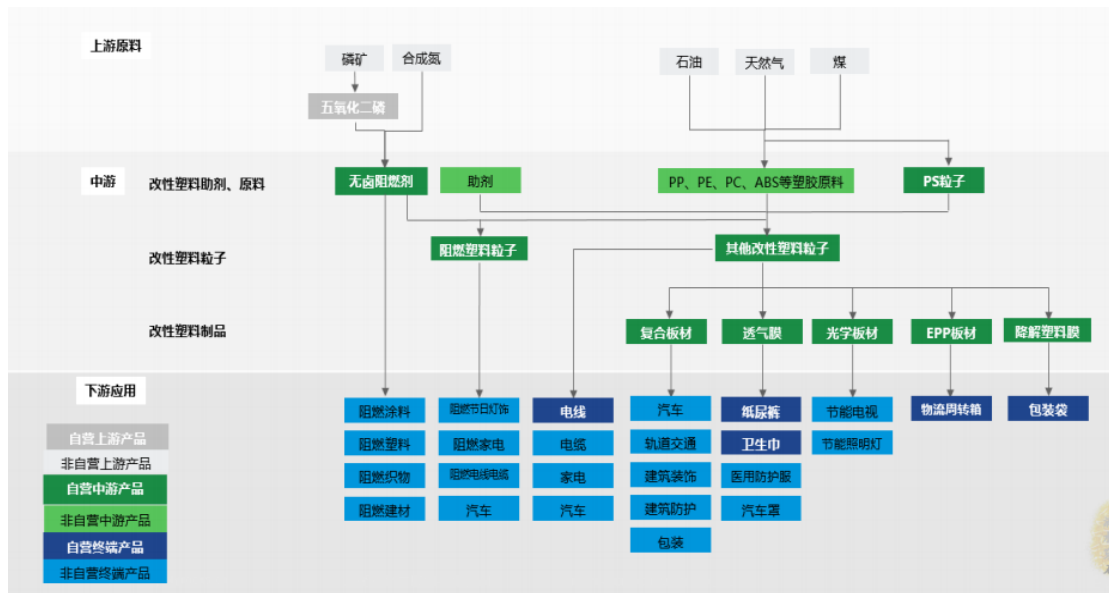 上游原料
磷矿
合成氮
石油
天然气
煤
五氧化二磷
中游
改性塑料助剂、原料
无卤阻燃剂
助剂
PP、PE、PC、ABS等塑胶原料
PS粒子
改性塑料粒子
阻燃塑料粒子
其他改性塑料粒子
改性塑料制品
复合板材
透气膜
光学板材
EPP板材
降解塑料膜
下游应用
阻燃涂料
阻燃节日灯饰
电线
汽车
纸尿裤
节能电视
物流周转箱
包装袋
自营上游产品
阻燃塑料
阻燃家电
电缆
轨道交通
卫生巾
节能照明灯
非自营上游产品
阻燃织物
阻燃电线电缆
家电
建筑装饰
医用防护服
自营中游产品
阻燃建材
汽车
汽车
建筑防护
汽车罩
非自营中游产品
包装
自营终端产品
非自营终端产品